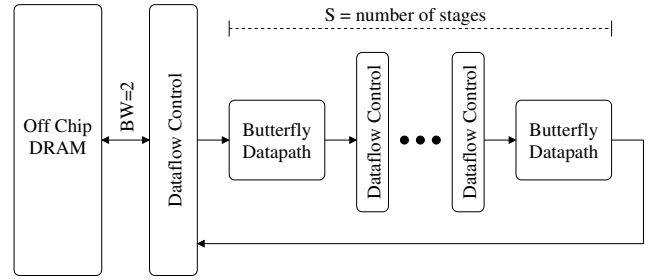 S = number of stages
Off Chip
DRAM
BW=2
Dataflow Control
Butterfly
Datapath
Dataflow Control
Dataflow Control
Butterfly
Datapath